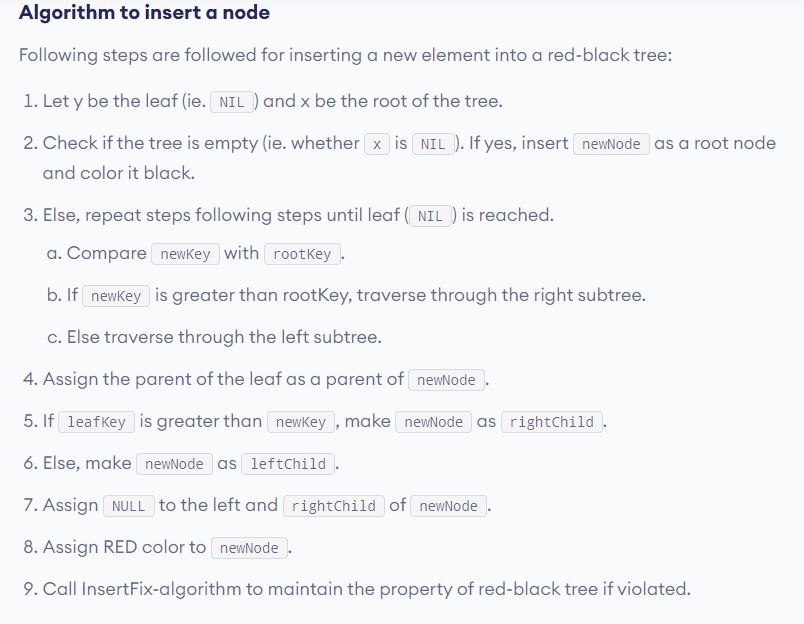 Algorithm to insert a node
Following steps are followed for inserting a new element into a red-black tree:
1. Let y be the leaf (ie. NIL) and x be the root of the tree.
2. Check if the tree is empty (ie. whether x is NIL). If yes, insert newNode as a root node
and color it black.
3. Else, repeat steps following steps until leaf (NIL) is reached.
a. Compare newKey with rootKey.
b. If newKey is greater than rootKey, traverse through the right subtree.
c. Else traverse through the left subtree.
4. Assign the parent of the leaf as a parent of newNode.
5. If leafKey is greater than newKey, make newNode as rightChild.
6. Else, make newNode as leftChild.
7. Assign NULL to the left and rightChild of newNode.
8. Assign RED color to newNode.
9. Call InsertFix-algorithm to maintain the property of red-black tree if violated.